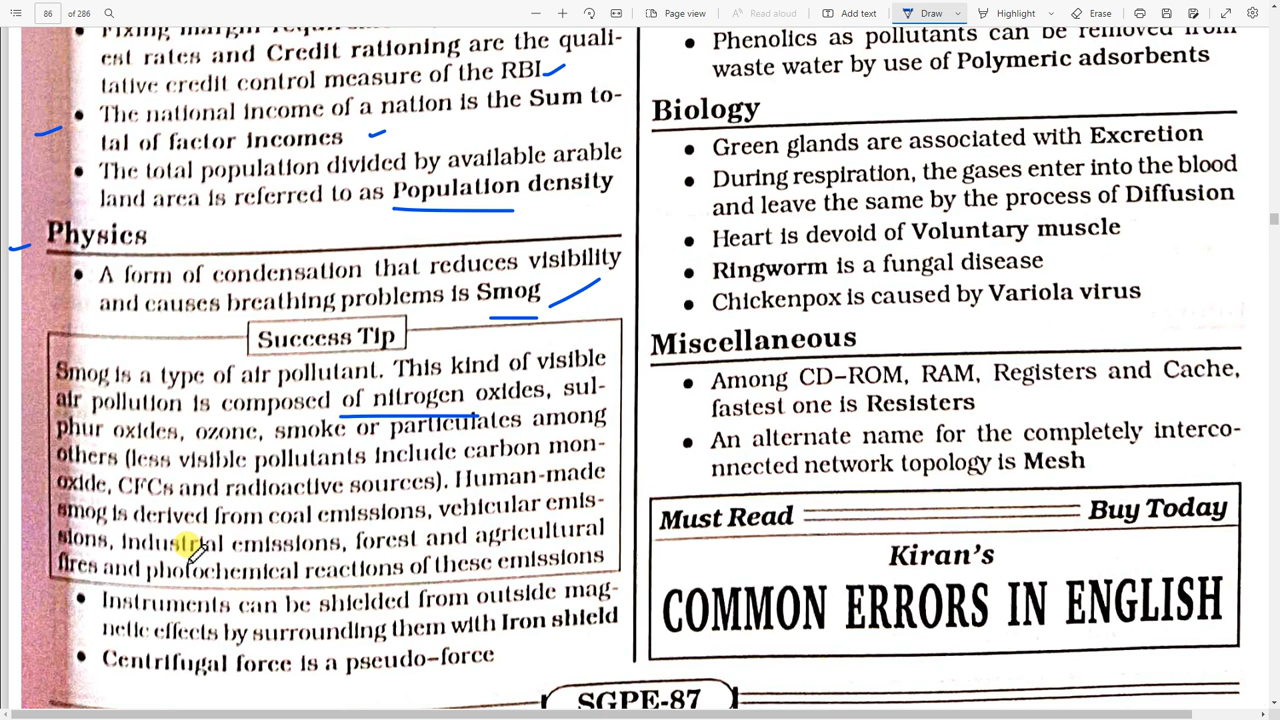 86 of 286 Page view Read aloud Add text Draw Highlight Erase
est rates and Credit rationing are the quali-
tative credit control measure of the RBI
• The national income of a nation is the Sum to-
tal of factor incomes
• The total population divided by available arable
land area is referred to as Population density
Physics
• A form of condensation that reduces visibility
and causes breathing problems is Smog
Success Tip
Smog is a type of air pollutant. This kind of visible
air pollution is composed of nitrogen oxides, sul-
phur oxides, ozone, smoke or particulates among
others (less visible pollutants include carbon mon-
oxide, CFCs and radioactive sources). Human-made
smog is derived from coal emissions, vehicular emis-
sions, industrial emissions, forest and agricultural
fires and photochemical reactions of these emissions
• Instruments can be shielded from outside mag-
netic effects by surrounding them with Iron shield
• Centrifugal force is a pseudo-force
• Phenolics as pollutants can be removed from
waste water by use of Polymeric adsorbents
Biology
• Green glands are associated with Excretion
• During respiration, the gases enter into the blood
and leave the same by the process of Diffusion
• Heart is devoid of Voluntary muscle
• Ringworm is a fungal disease
• Chickenpox is caused by Variola virus
Miscellaneous
• Among CD-ROM, RAM, Registers and Cache,
fastest one is Resisters
• An alternate name for the completely interco-
nnected network topology is Mesh
Must Read Buy Today
Kiran's
COMMON ERRORS IN ENGLISH
SGPE-87